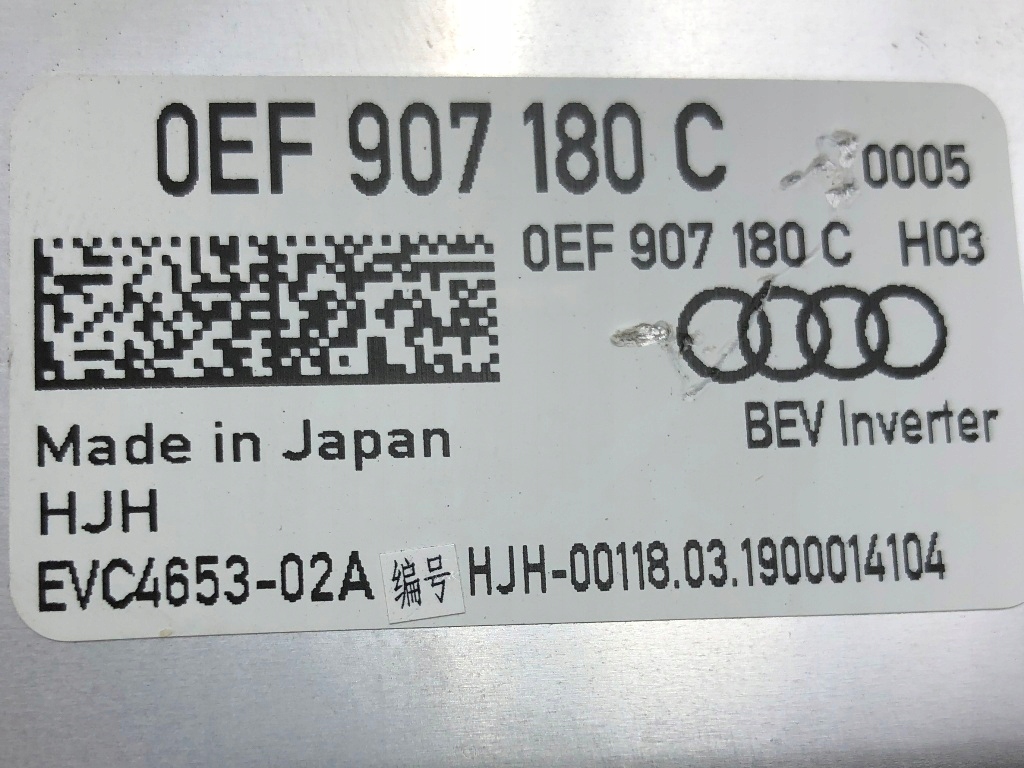 0EF 907 180 C 0005
0EF 907 180 C H03
BEV Inverter
Made in Japan
HJH
EVC4653-02A 编号 HJH-00118.03.1900014104